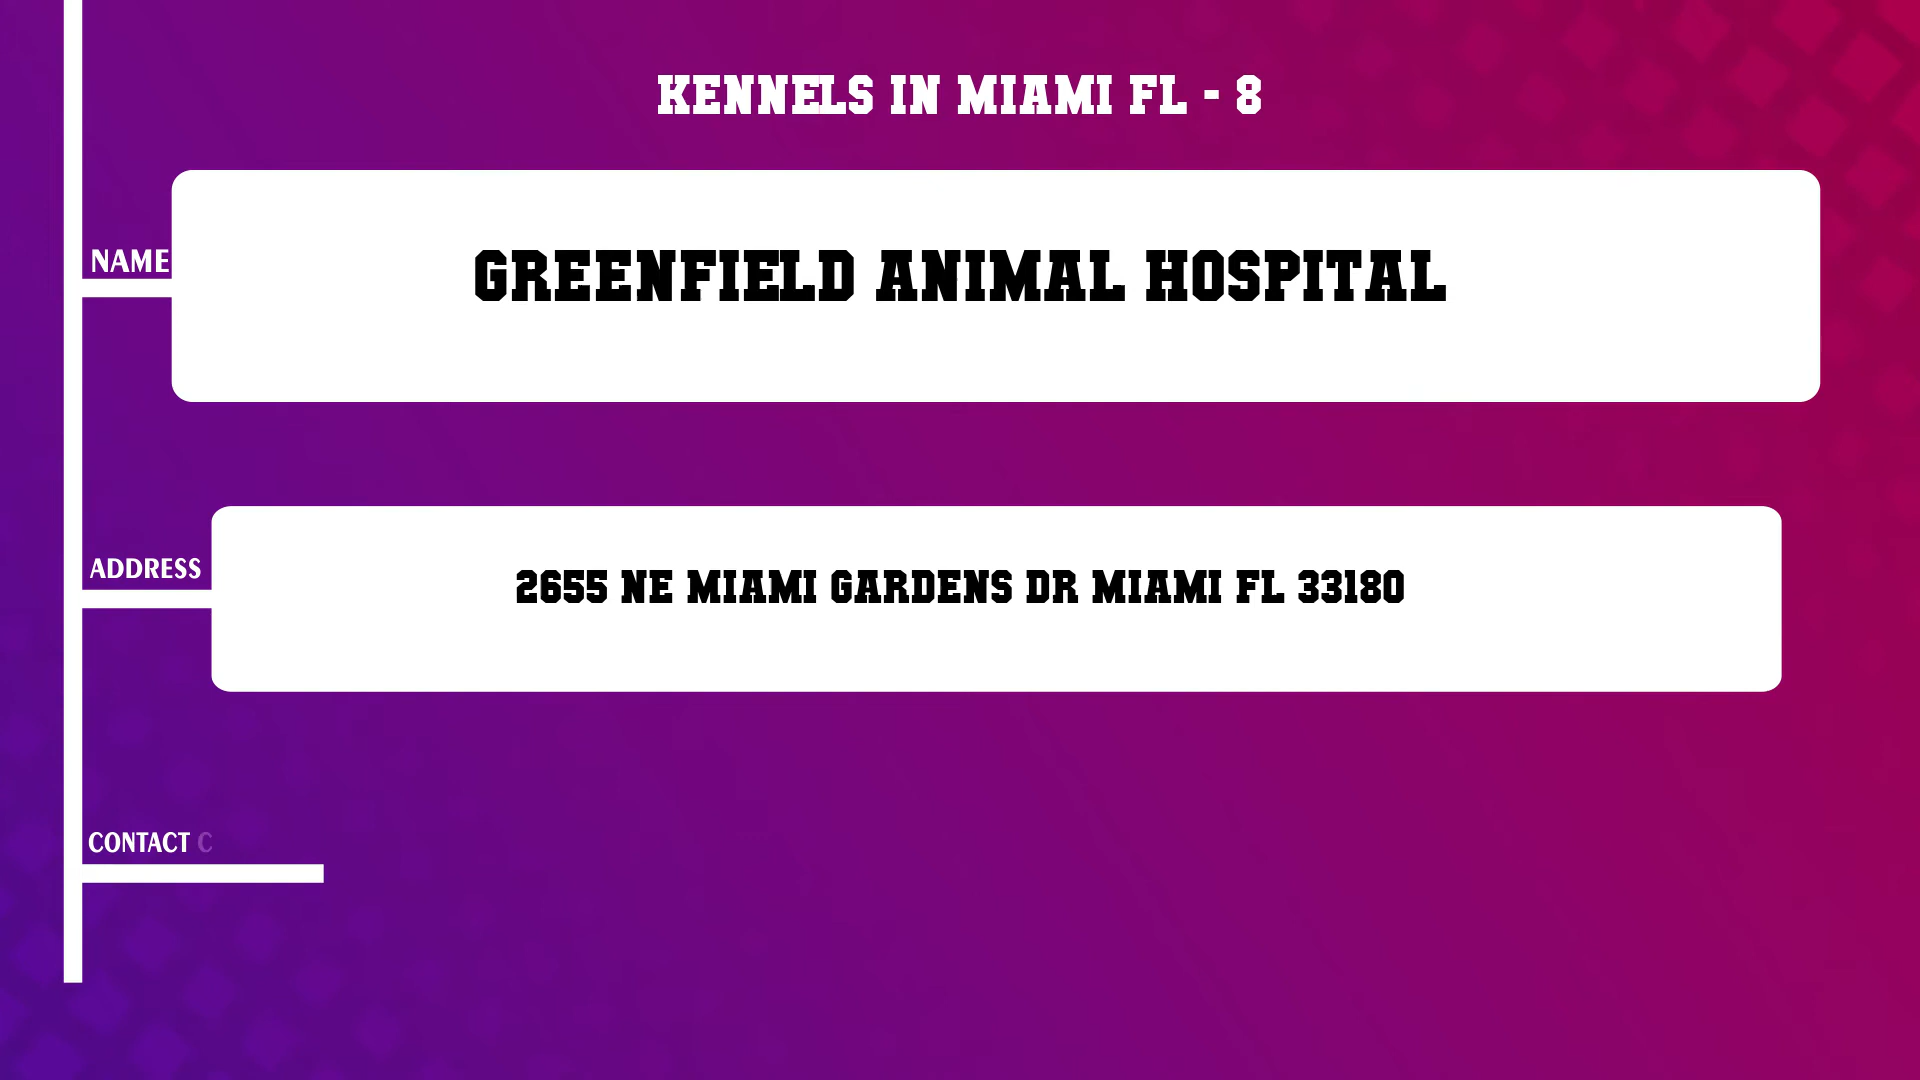 KENNELS IN MIAMI FL - 8
NAME
GREENFIELD ANIMAL HOSPITAL
ADDRESS
2655 NE MIAMI GARDENS DR MIAMI FL 33180
CONTACT C